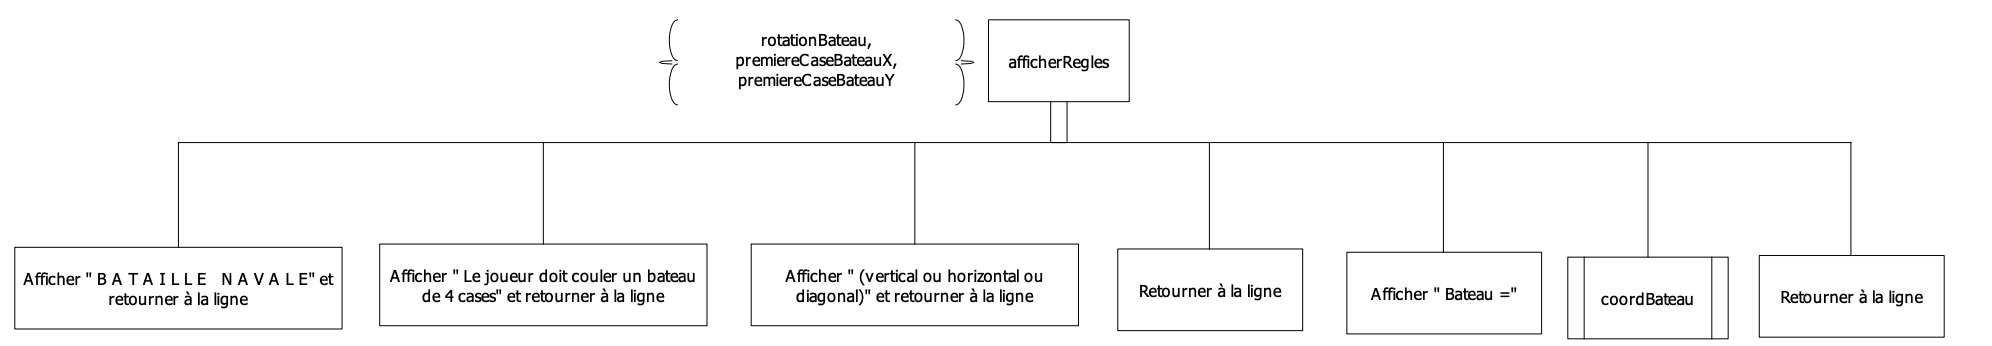 rotationBateau,
premiereCaseBateauX,
premiereCaseBateauY
afficherRegles
Afficher " B A T A I L L E   N A V A L E" et
retourner à la ligne
Afficher " Le joueur doit couler un bateau
de 4 cases" et retourner à la ligne
Afficher " (vertical ou horizontal ou
diagonal)" et retourner à la ligne
Retourner à la ligne
Afficher " Bateau ="
coordBateau
Retourner à la ligne